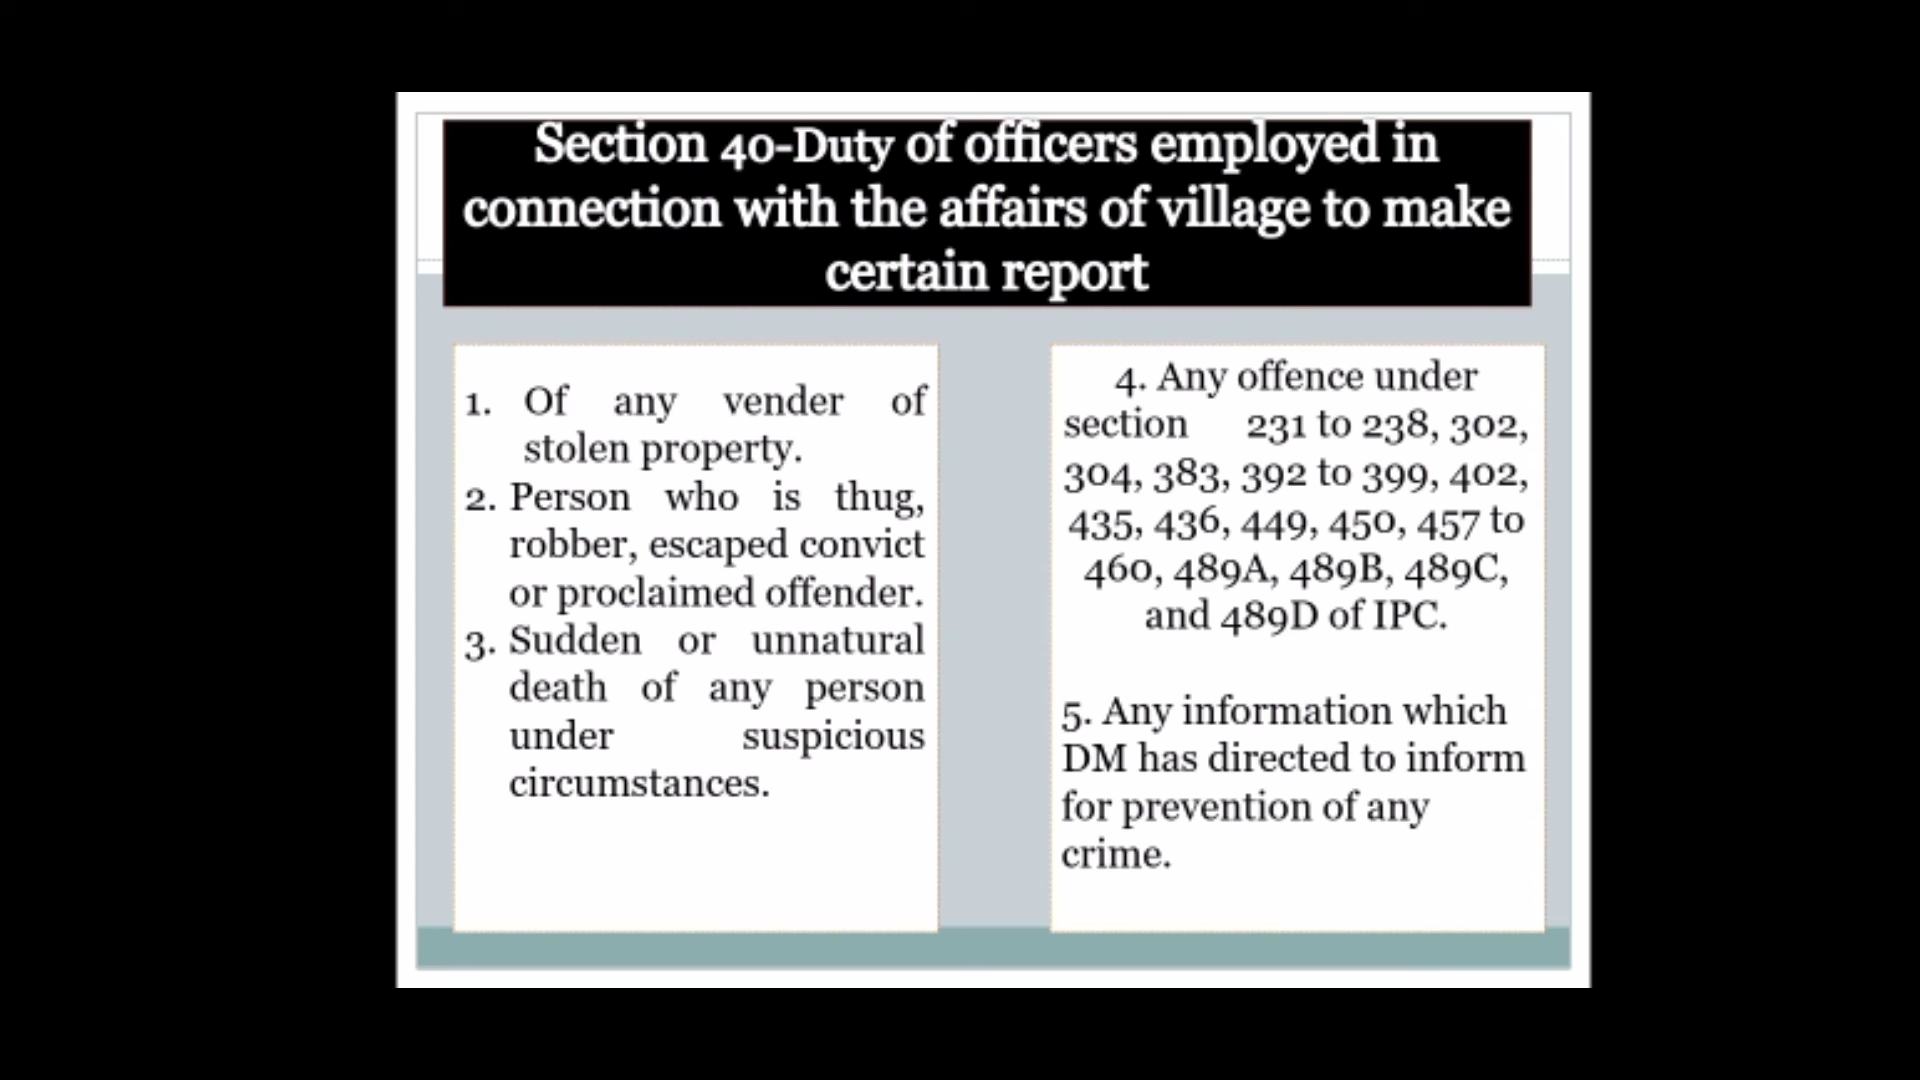 Section 40-Duty of officers employed in
connection with the affairs of village to make
certain report
1. Of any vender of
stolen property.
2. Person who is thug,
robber, escaped convict
or proclaimed offender.
3. Sudden or unnatural
death of any person
under suspicious
circumstances.
4. Any offence under
section 231 to 238, 302,
304, 383, 392 to 399, 402,
435, 436, 449, 450, 457 to
460, 489A, 489B, 489C,
and 489D of IPC.
5. Any information which
DM has directed to inform
for prevention of any
crime.